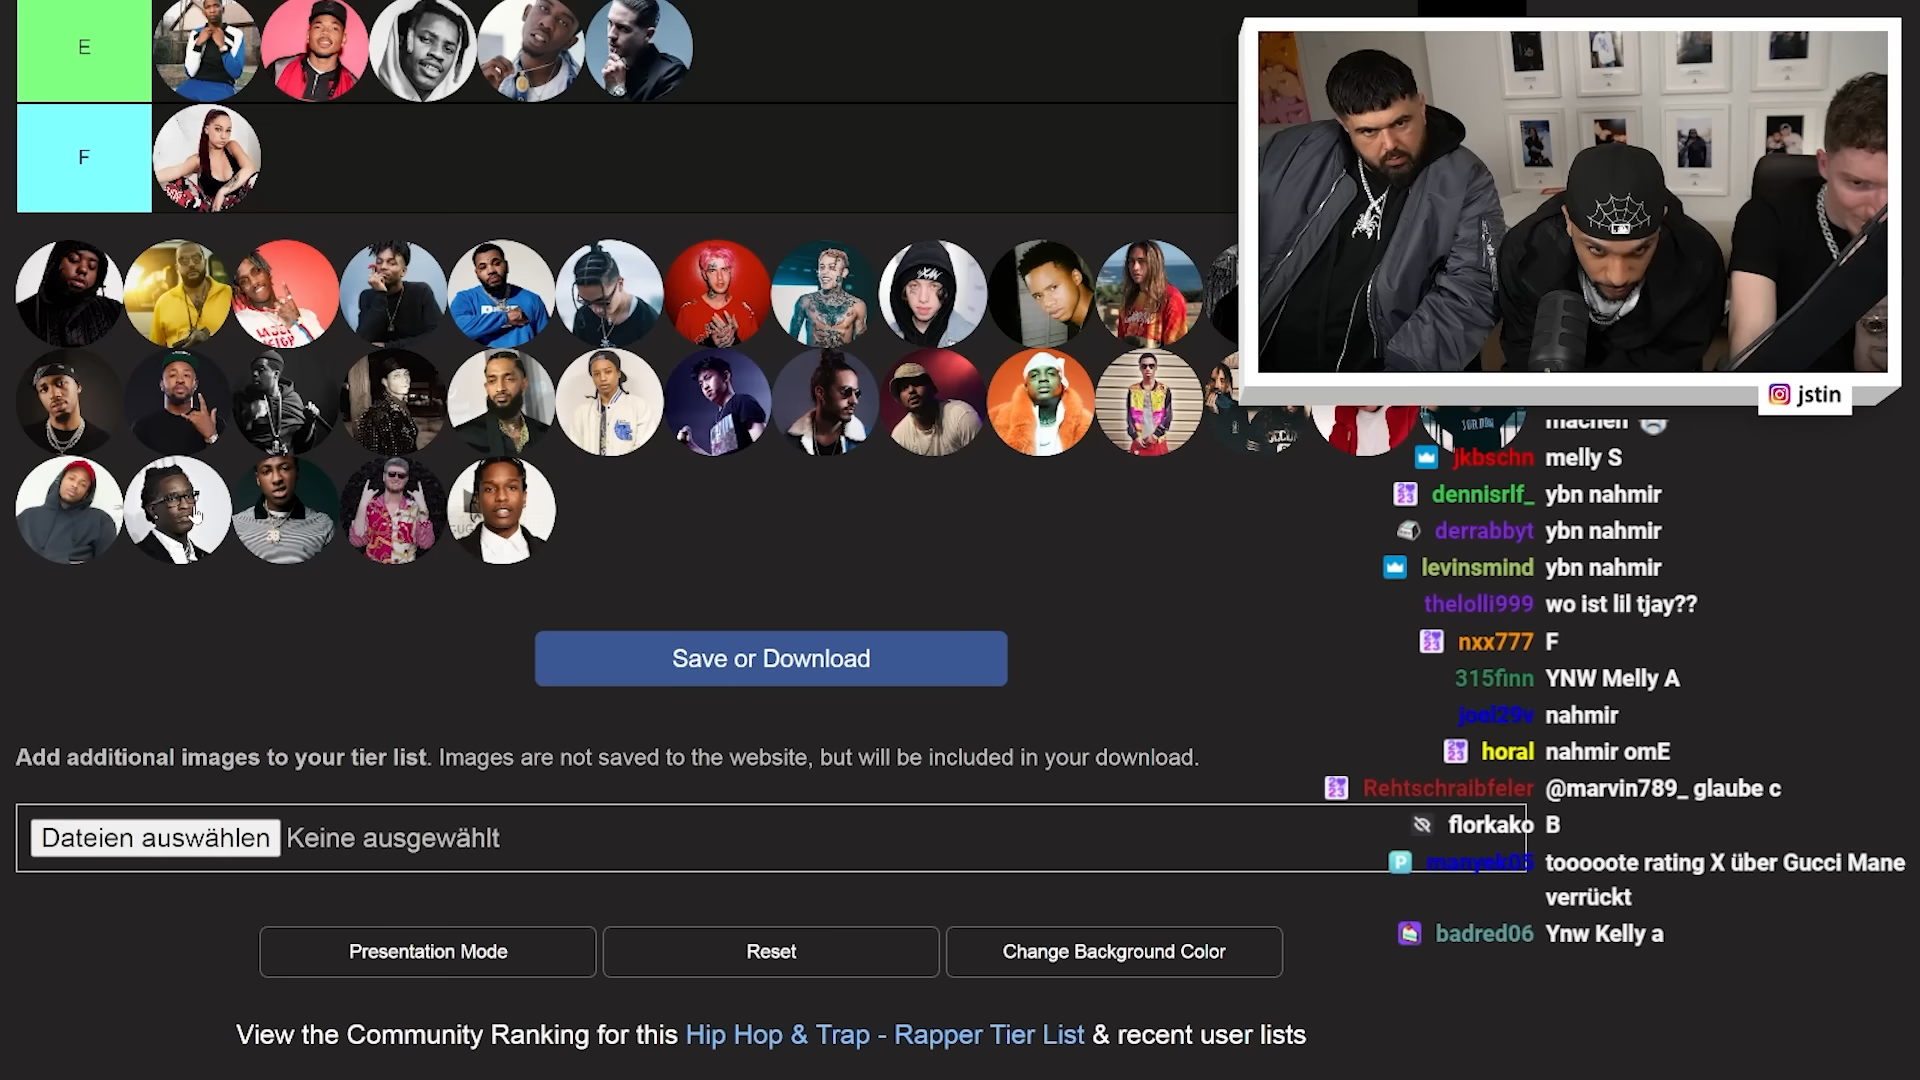 E
F
jstin
machen
jkbschn melly S
dennisrlf_ ybn nahmir
derrabbyt ybn nahmir
levinsmind ybn nahmir
thelolli999 wo ist lil tjay??
nxx777 F
315finn YNW Melly A
joel29v nahmir
horal nahmir omE
Rehtschraibfeler @marvin789_ glaube c
florkako B
manyek05 tooooote rating X über Gucci Mane
verrückt
badred06 Ynw Kelly a
Save or Download
Add additional images to your tier list. Images are not saved to the website, but will be included in your download.
Dateien auswählen Keine ausgewählt
Presentation Mode
Reset
Change Background Color
View the Community Ranking for this Hip Hop & Trap - Rapper Tier List & recent user lists